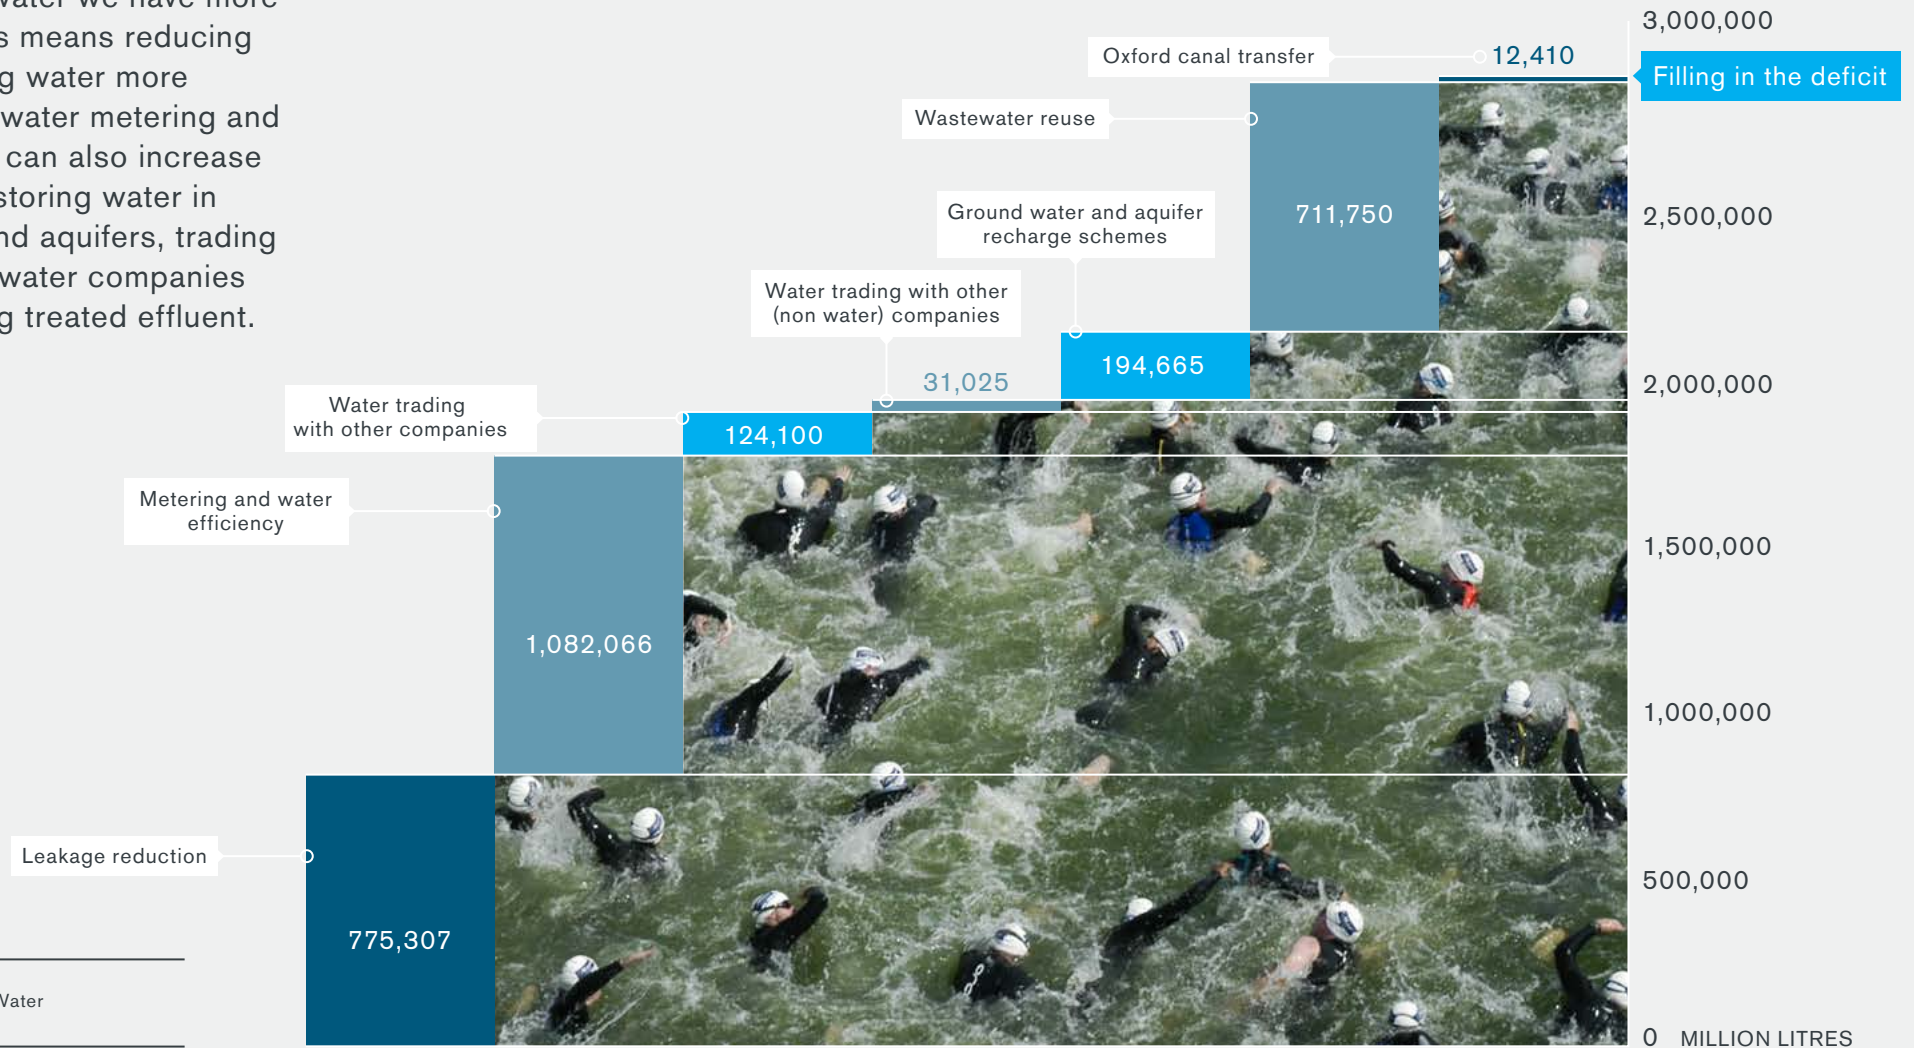 water we have more
s means reducing
g water more
water metering and
can also increase
storing water in
nd aquifers, trading
water companies
g treated effluent.
3,000,000
Oxford canal transfer
12,410
Filling in the deficit
Wastewater reuse
711,750
2,500,000
Ground water and aquifer
recharge schemes
Water trading with other
(non water) companies
194,665
31,025
2,000,000
Water trading
with other companies
124,100
Metering and water
efficiency
1,500,000
1,082,066
1,000,000
Leakage reduction
500,000
775,307
Water
0 MILLION LITRES